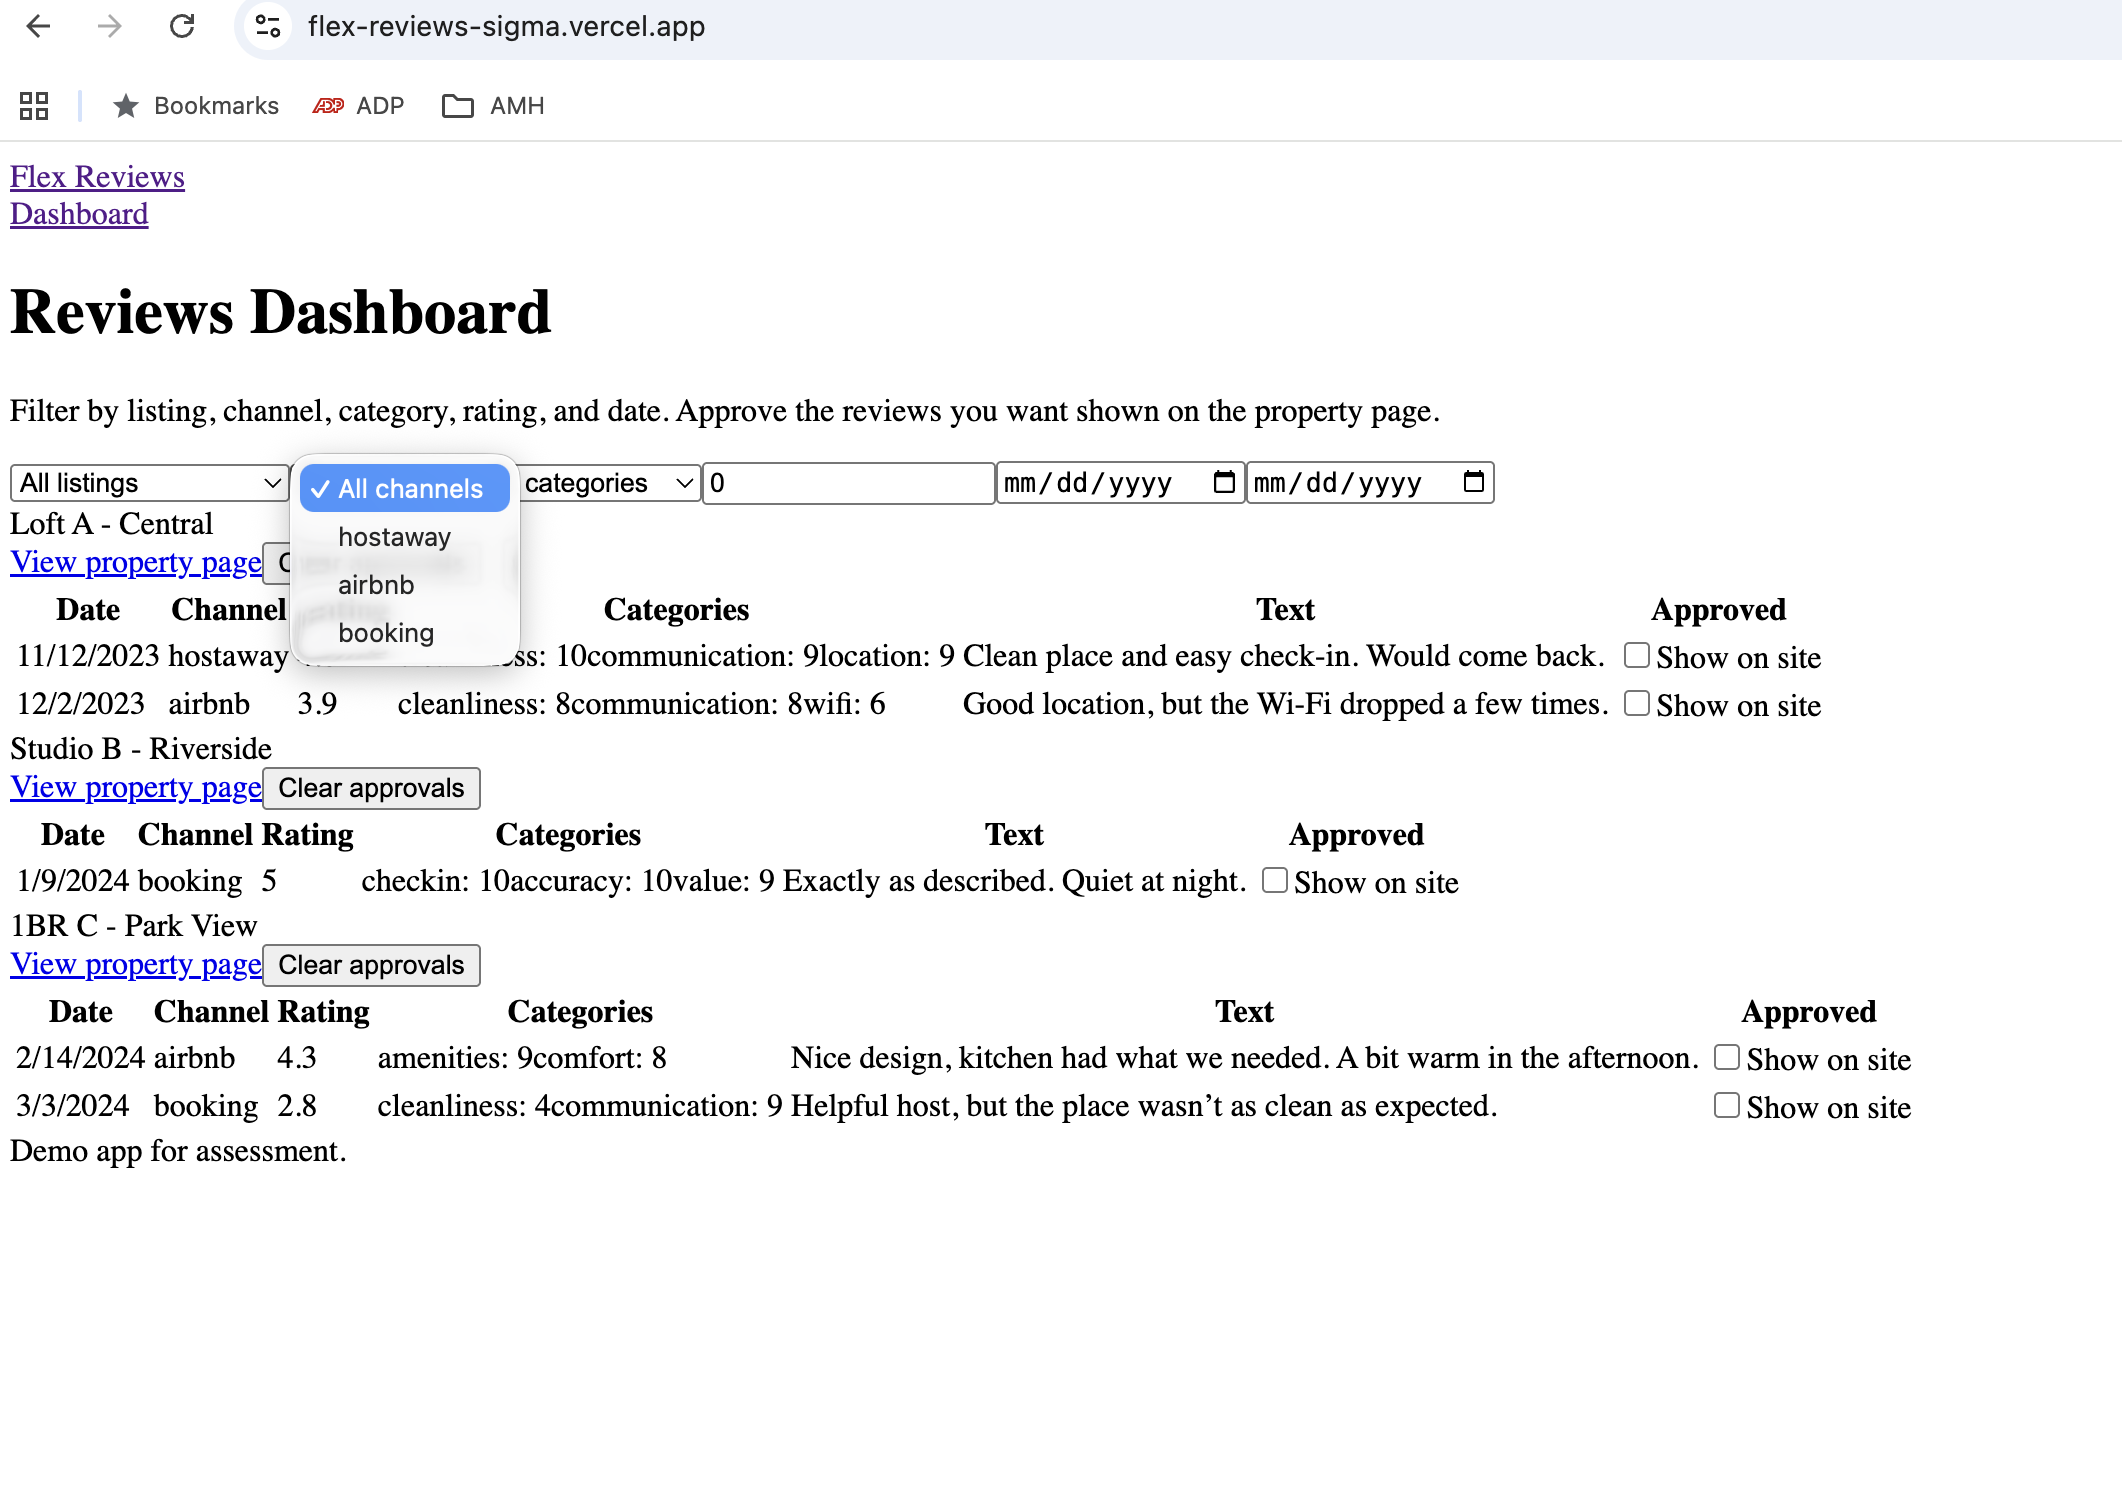 flex-reviews-sigma.vercel.app
Bookmarks ADP ADP AMH
Flex Reviews
Dashboard
Reviews Dashboard
Filter by listing, channel, category, rating, and date. Approve the reviews you want shown on the property page.
All listings All channels categories 0 mm/dd/yyyy mm/dd/yyyy
hostaway
airbnb
booking
Loft A - Central
View property page
Date Channel Categories Text Approved
11/12/2023 hostaway ss: 10communication: 9location: 9 Clean place and easy check-in. Would come back. Show on site
12/2/2023 airbnb 3.9 cleanliness: 8communication: 8wifi: 6 Good location, but the Wi-Fi dropped a few times. Show on site
Studio B - Riverside
View property page Clear approvals
Date Channel Rating Categories Text Approved
1/9/2024 booking 5 checkin: 10accuracy: 10value: 9 Exactly as described. Quiet at night. Show on site
1BR C - Park View
View property page Clear approvals
Date Channel Rating Categories Text Approved
2/14/2024 airbnb 4.3 amenities: 9comfort: 8 Nice design, kitchen had what we needed. A bit warm in the afternoon. Show on site
3/3/2024 booking 2.8 cleanliness: 4communication: 9 Helpful host, but the place wasn’t as clean as expected. Show on site
Demo app for assessment.